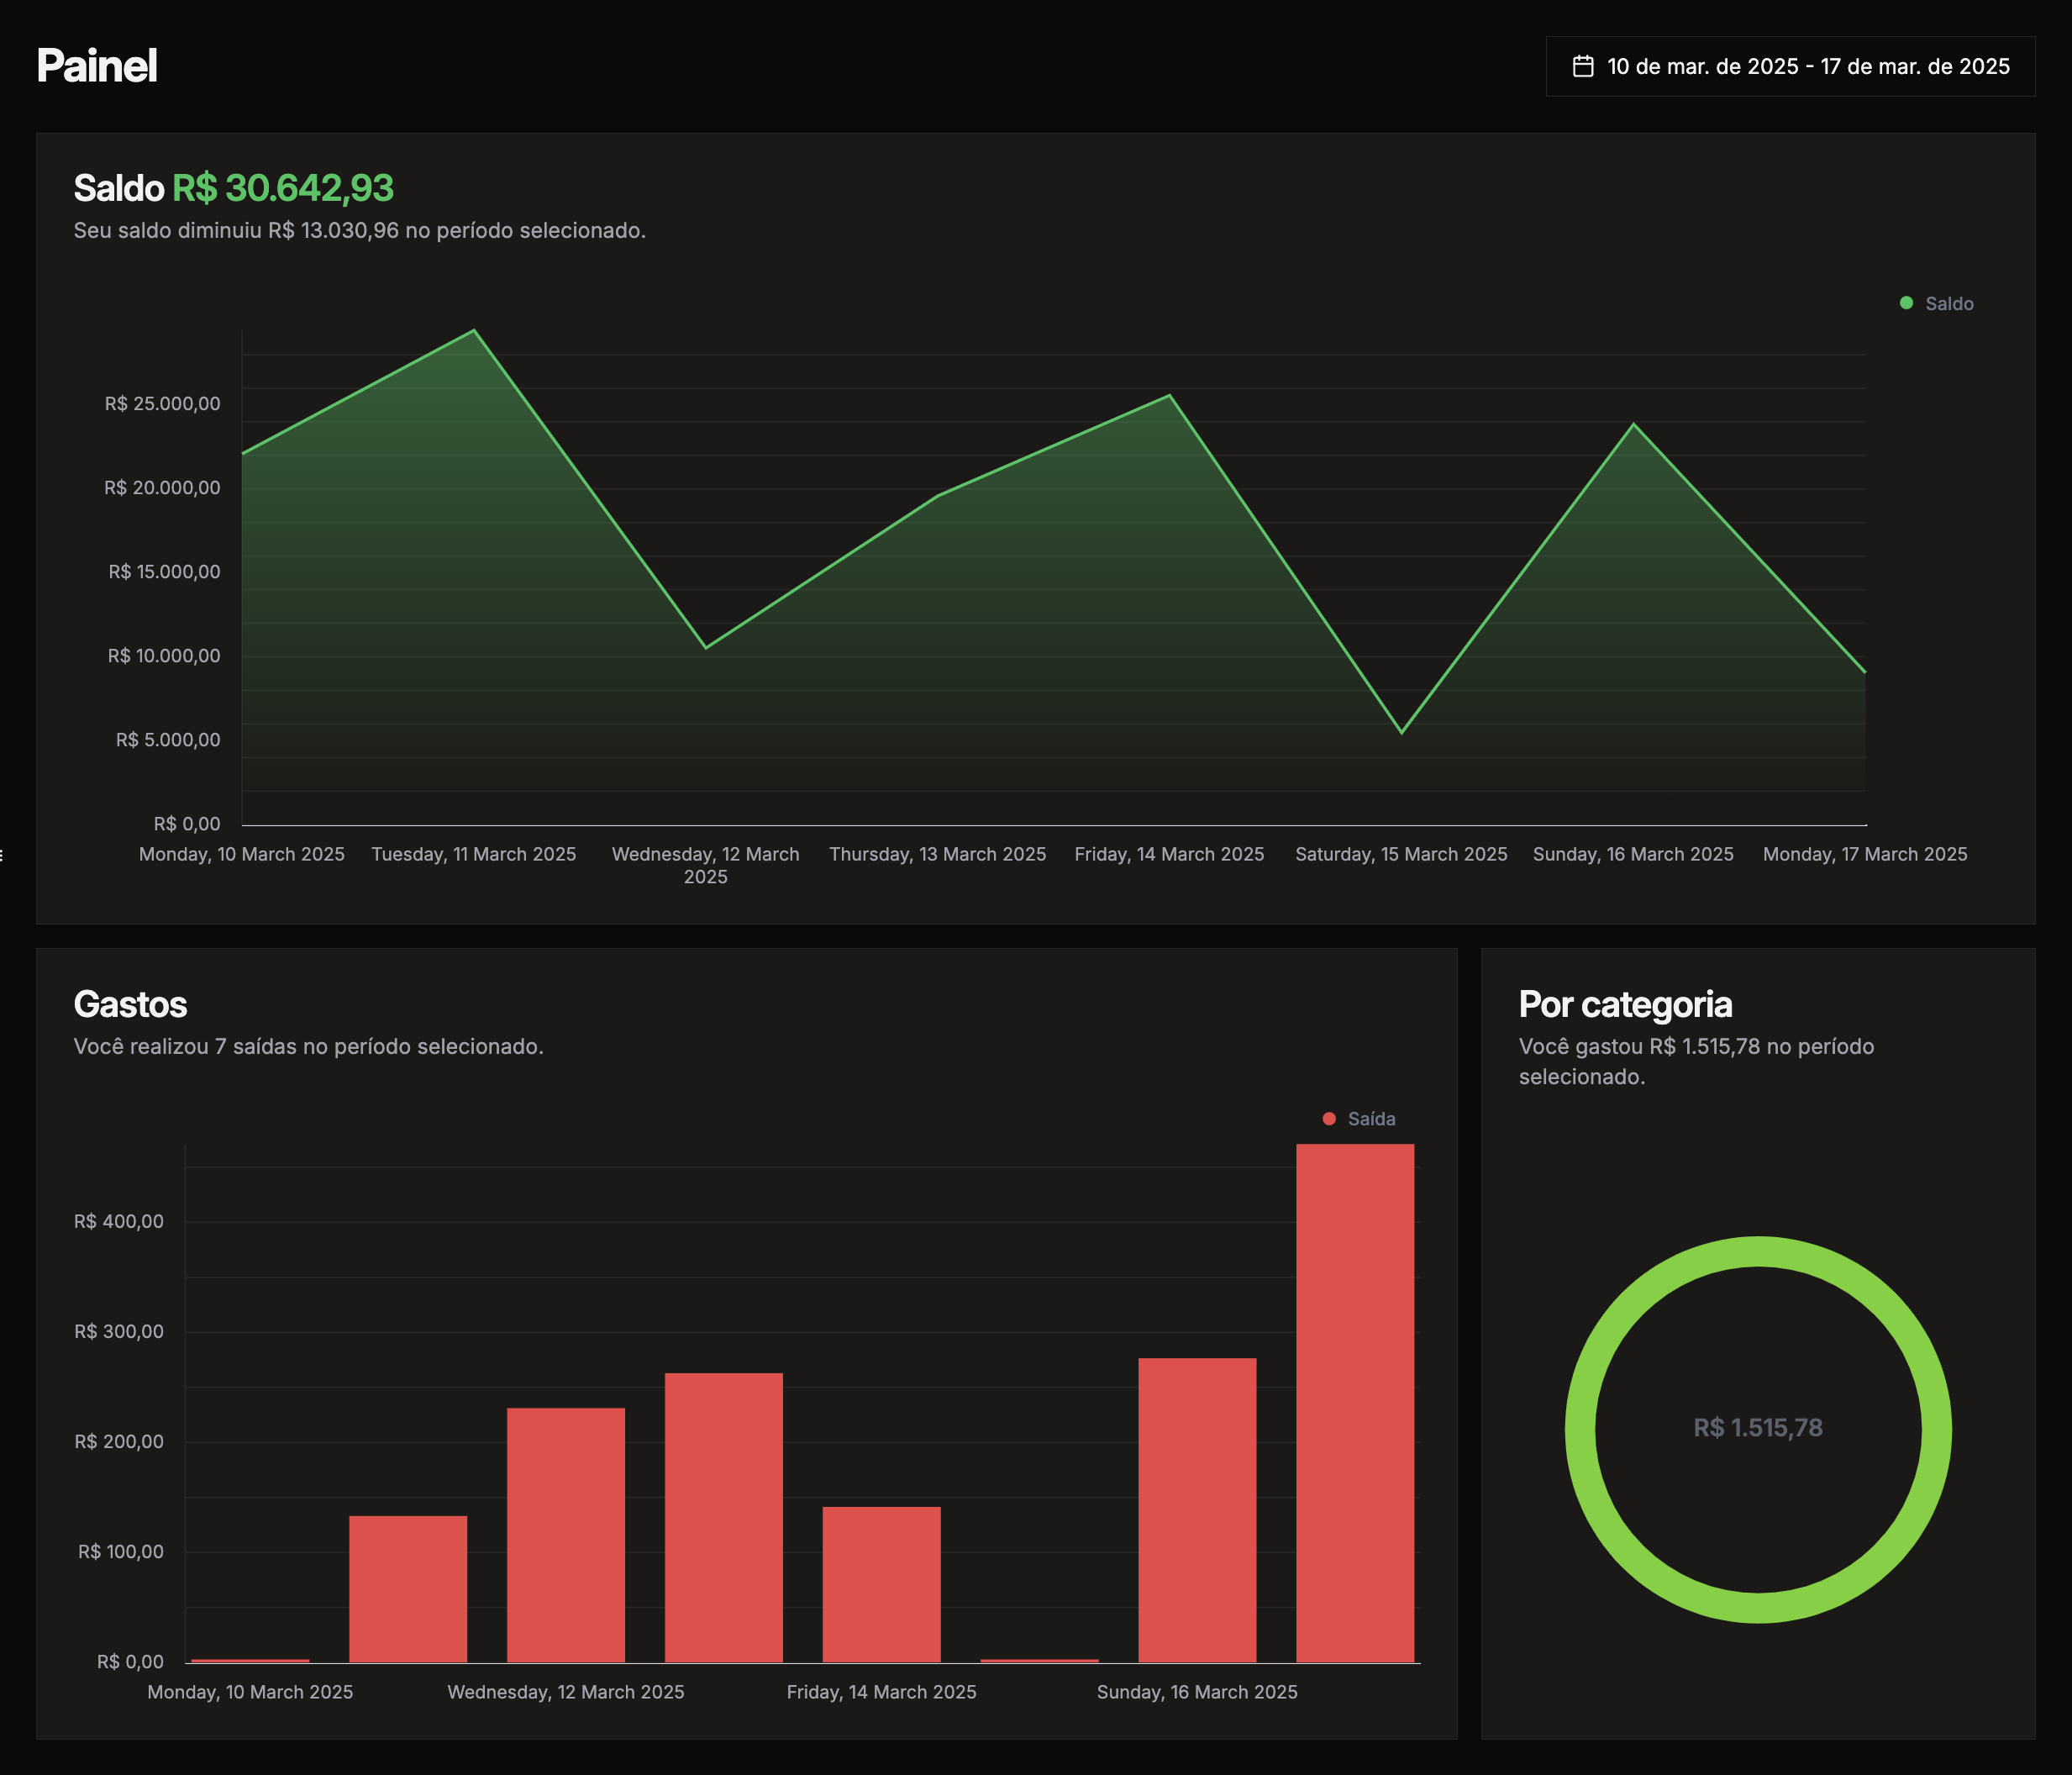 Painel
10 de mar. de 2025 - 17 de mar. de 2025
Saldo R$ 30.642,93
Seu saldo diminuiu R$ 13.030,96 no período selecionado.
Saldo
R$ 25.000,00
R$ 20.000,00
R$ 15.000,00
R$ 10.000,00
R$ 5.000,00
R$ 0,00
Monday, 10 March 2025
Tuesday, 11 March 2025
Wednesday, 12 March
2025
Thursday, 13 March 2025
Friday, 14 March 2025
Saturday, 15 March 2025
Sunday, 16 March 2025
Monday, 17 March 2025
Gastos
Você realizou 7 saídas no período selecionado.
Saída
R$ 400,00
R$ 300,00
R$ 200,00
R$ 100,00
R$ 0,00
Monday, 10 March 2025
Wednesday, 12 March 2025
Friday, 14 March 2025
Sunday, 16 March 2025
Por categoria
Você gastou R$ 1.515,78 no período
selecionado.
R$ 1.515,78